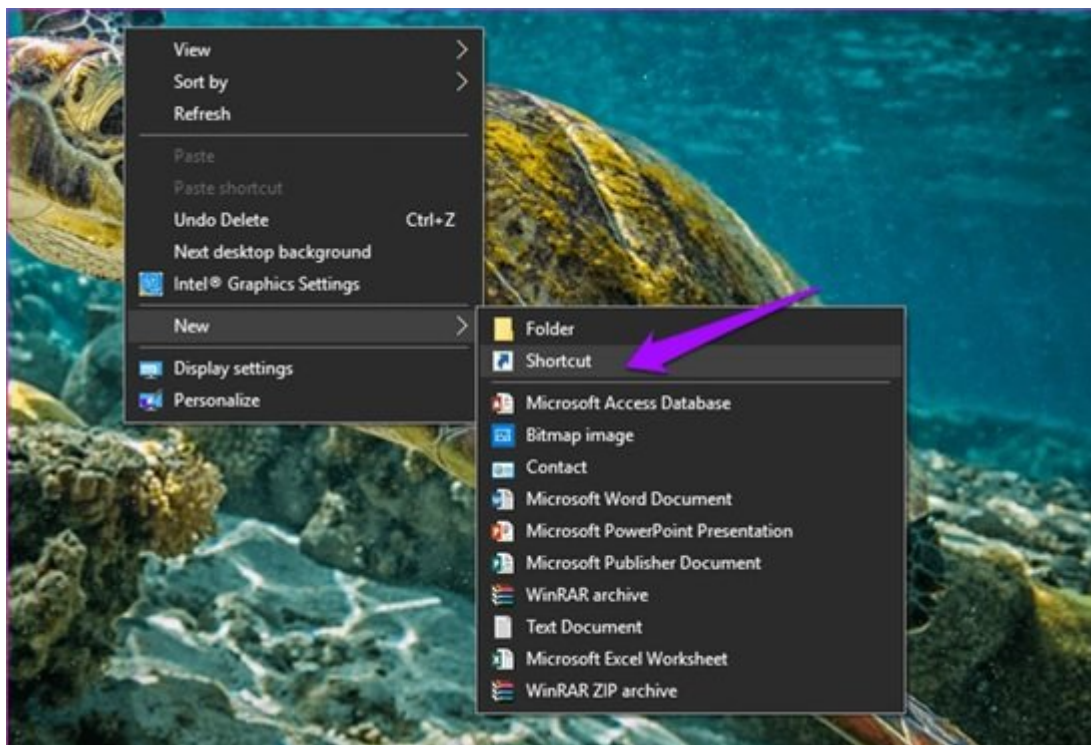 View
Sort by
Refresh
Paste
Paste shortcut
Undo Delete Ctrl+Z
Next desktop background
Intel® Graphics Settings
New
Display settings
Personalize
Folder
Shortcut
Microsoft Access Database
Bitmap image
Contact
Microsoft Word Document
Microsoft PowerPoint Presentation
Microsoft Publisher Document
WinRAR archive
Text Document
Microsoft Excel Worksheet
WinRAR ZIP archive